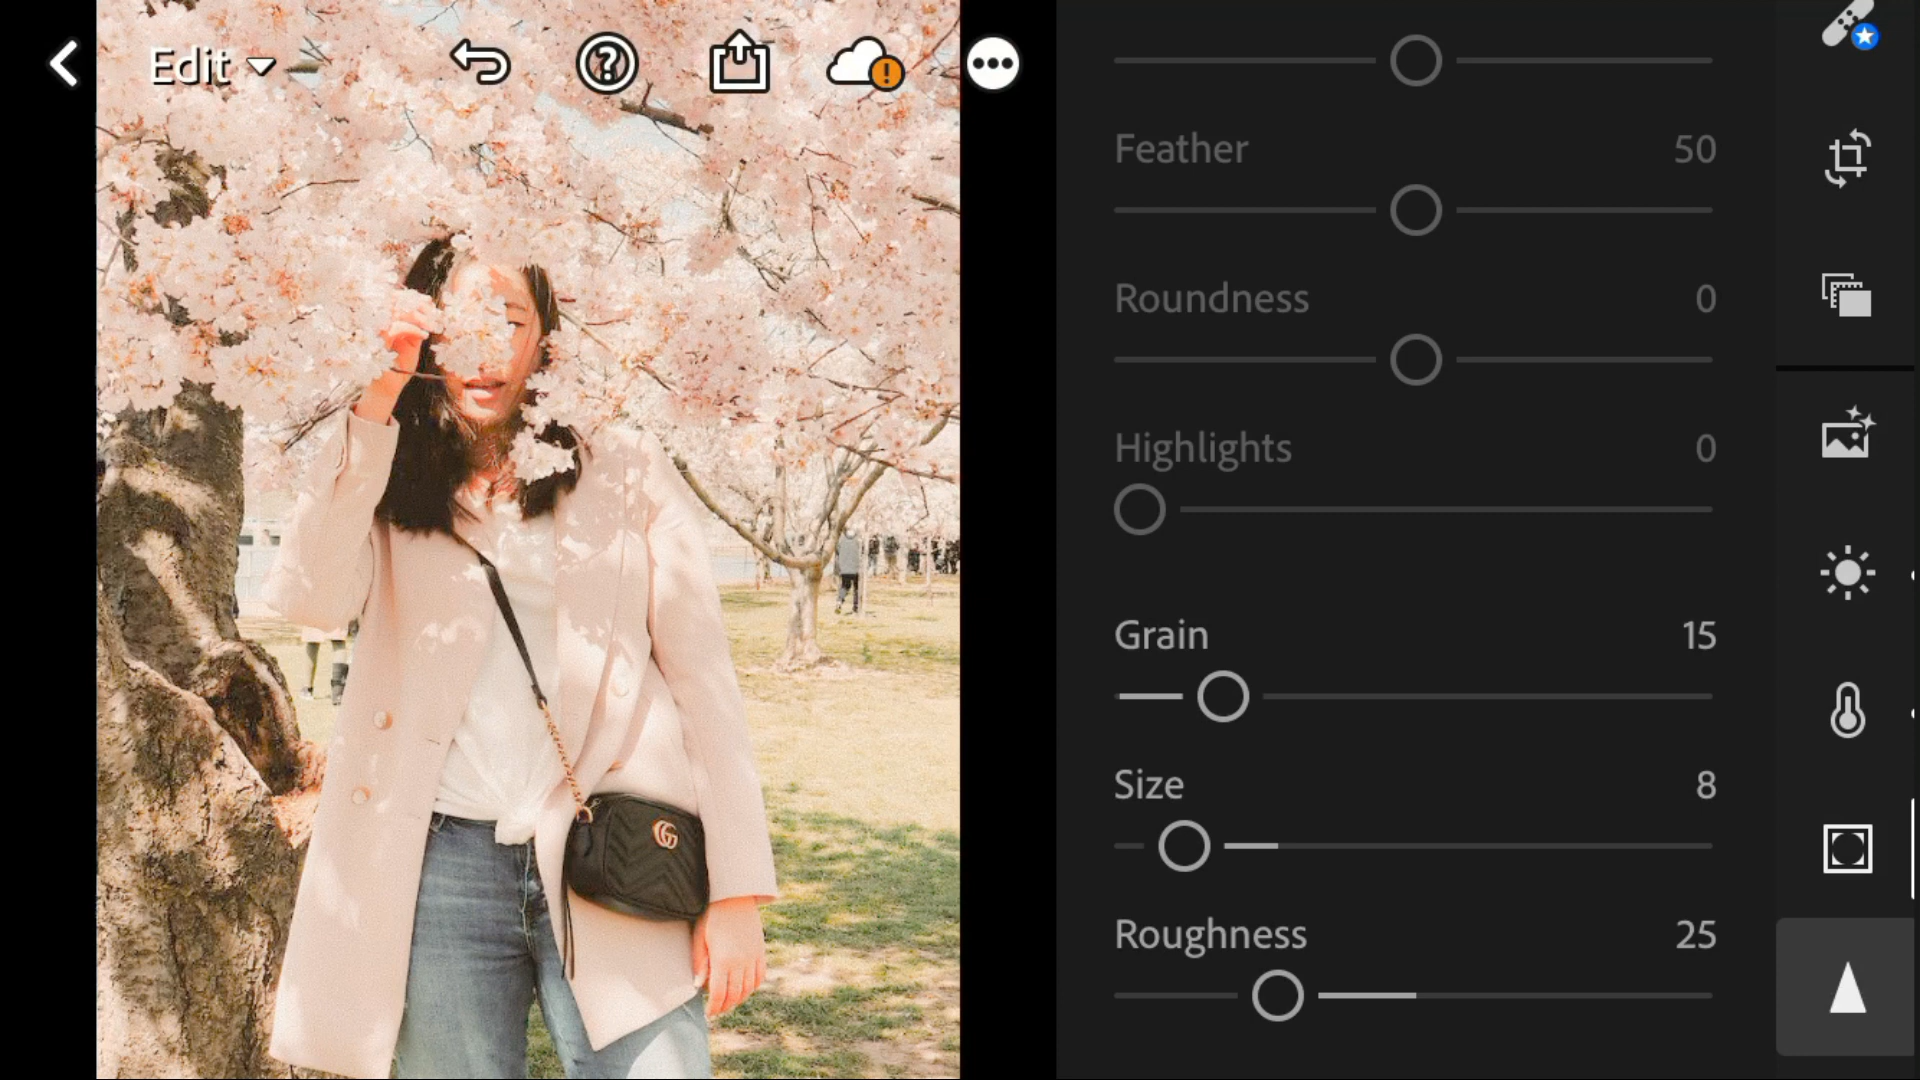 Edit
Feather 50
Roundness 0
Highlights 0
Grain 15
Size 8
Roughness 25